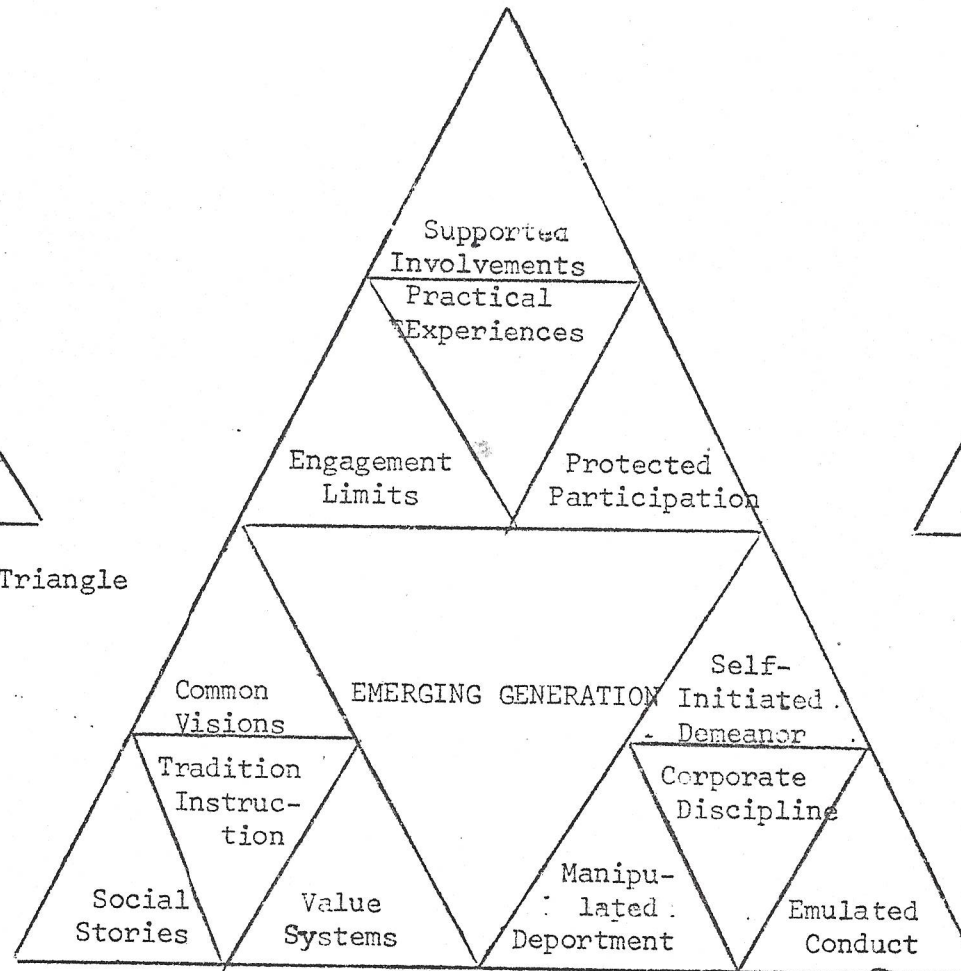 Supported
Involvements
Practical
Experiences
Engagement
Limits
Protected
Participation
Triangle
Common
Visions
EMERGING GENERATION
Self-
Initiated
Demeanor
Tradition
Instruc-
tion
Corporate
Discipline
Social
Stories
Value
Systems
Manipu-
lated
Deportment
Emulated
Conduct